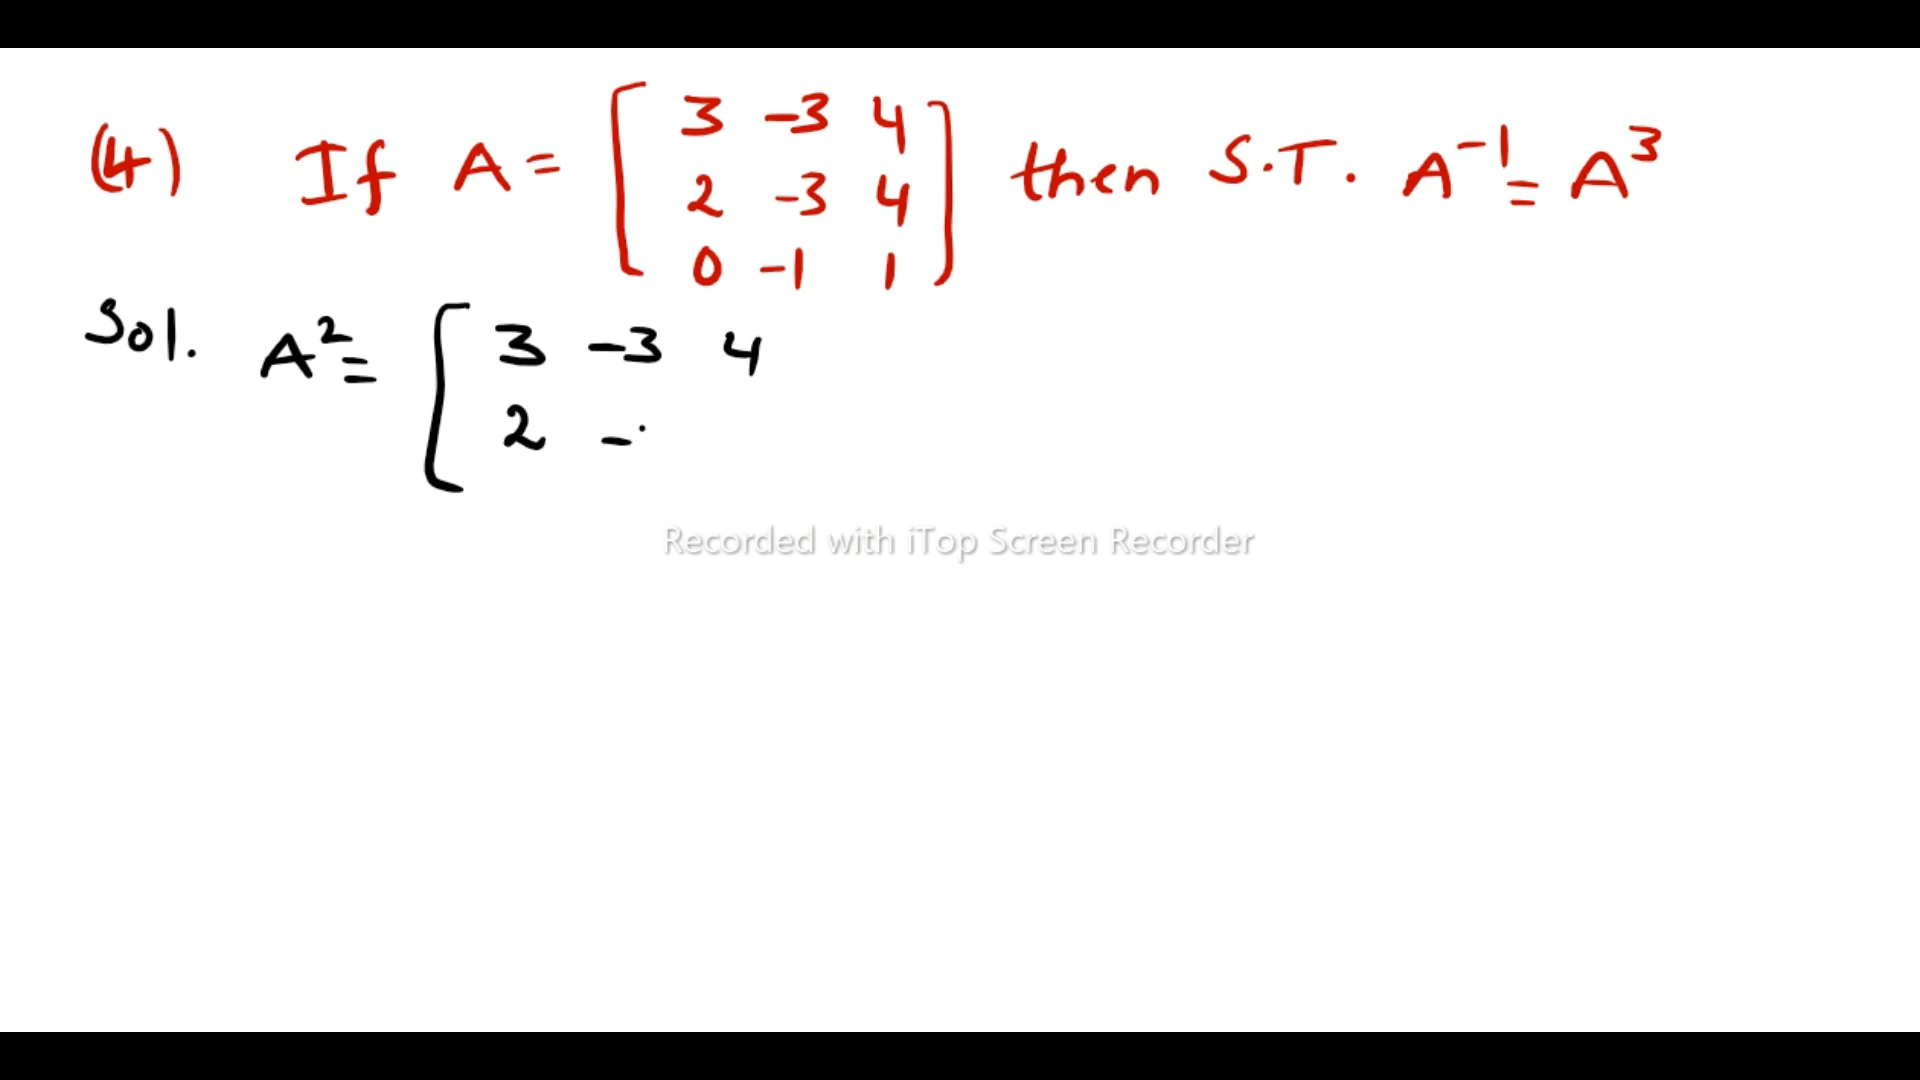 (4) If A = [ 3 -3 4
2 -3 4
0 -1 1 ] then S.T. A⁻¹ = A³
Sol. A² = [ 3 -3 4
2 -
Recorded with iTop Screen Recorder